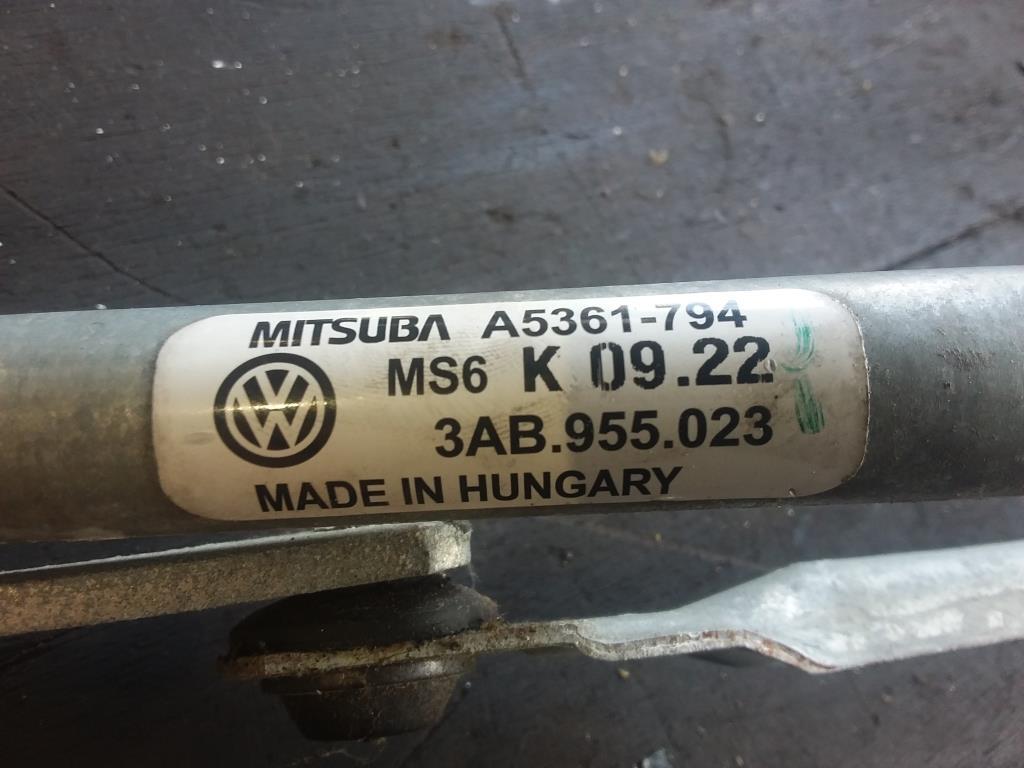 MITSUBA A5361-794
MS6 K 09.22
3AB.955.023
MADE IN HUNGARY